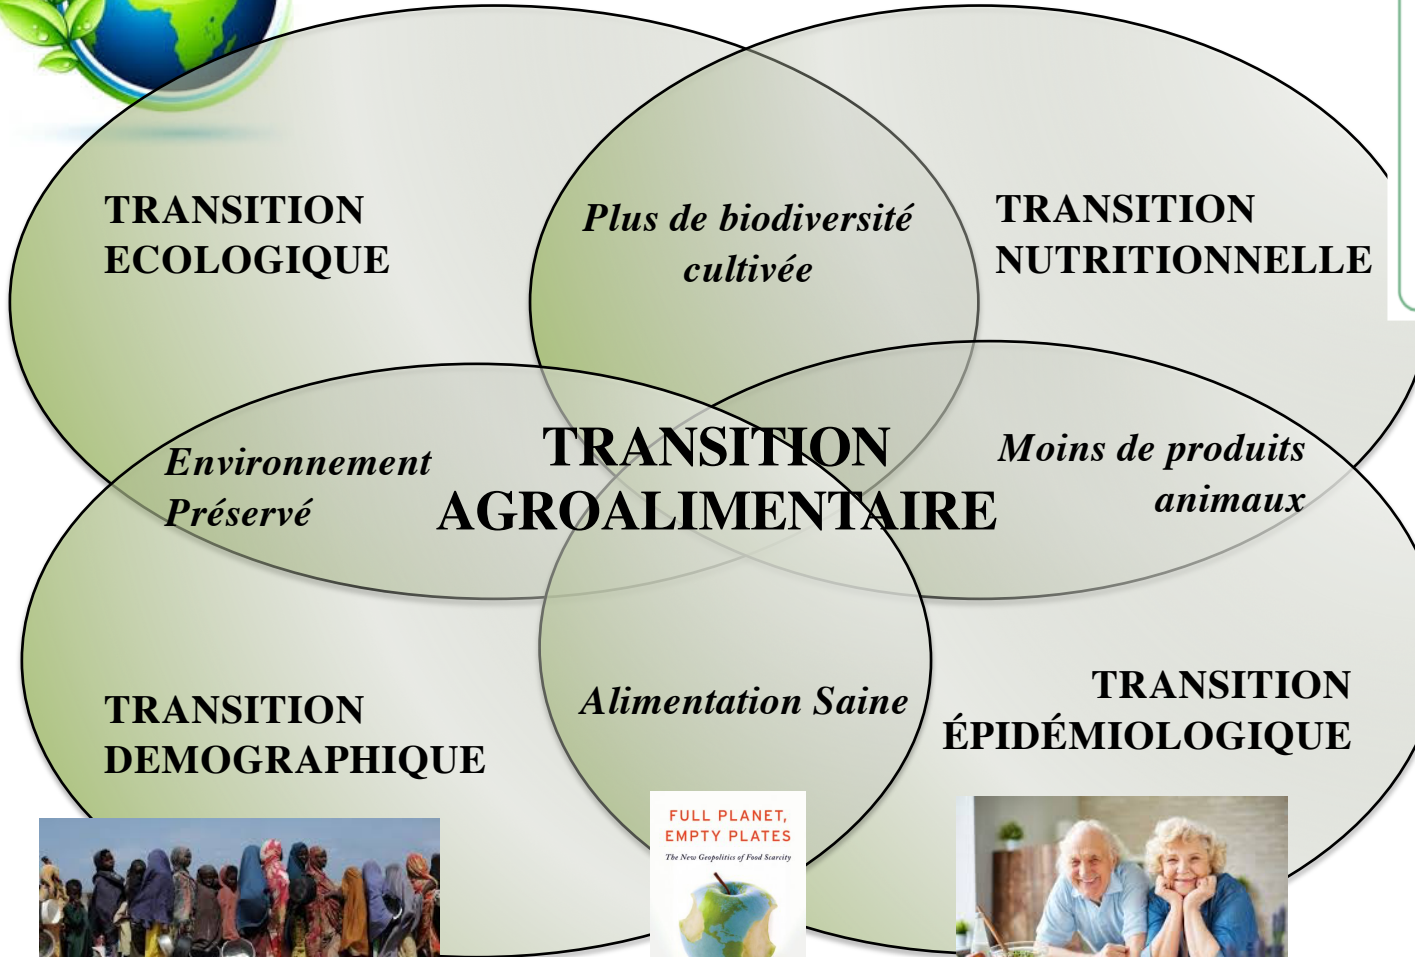 TRANSITION
ECOLOGIQUE
Plus de biodiversité
cultivée
TRANSITION
NUTRITIONNELLE
Environnement
Préservé
TRANSITION
AGROALIMENTAIRE
Moins de produits
animaux
TRANSITION
DEMOGRAPHIQUE
Alimentation Saine
TRANSITION
ÉPIDÉMIOLOGIQUE
FULL PLANET,
EMPTY PLATES
The New Geopolitics of Food Scarcity